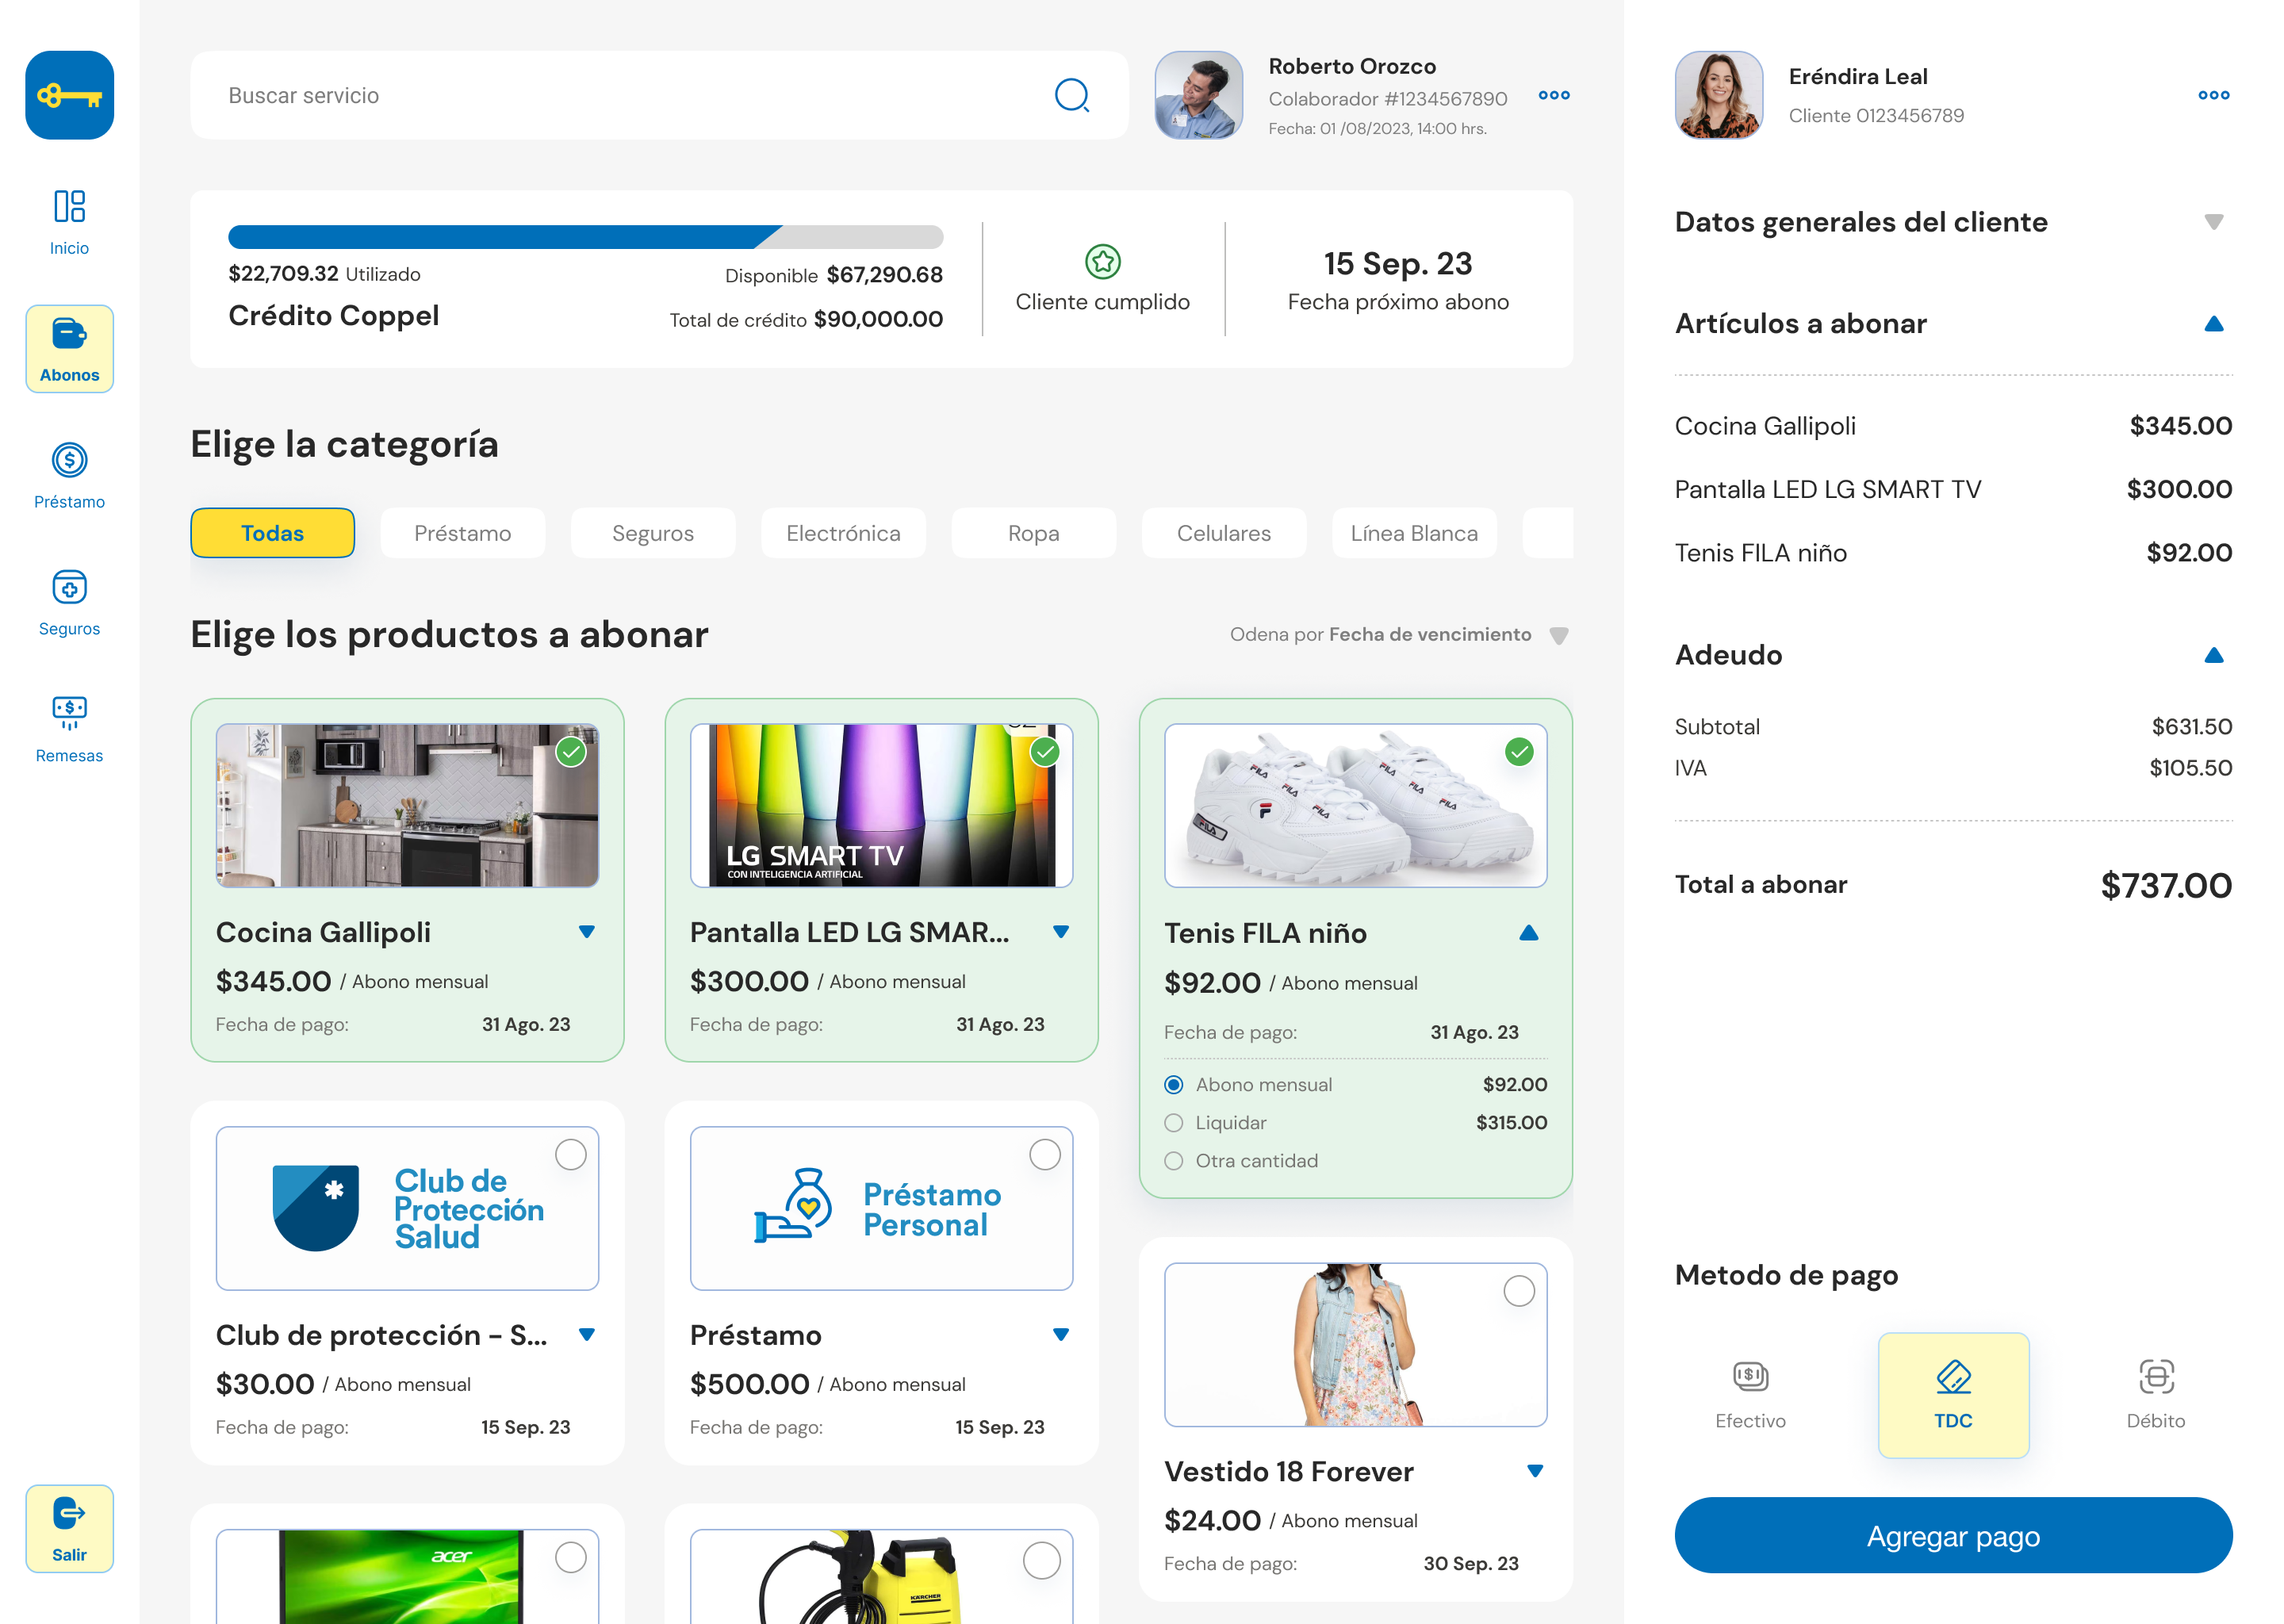 Buscar servicio
Roberto Orozco
Colaborador #1234567890
Fecha: 01 /08/2023, 14:00 hrs.
Eréndira Leal
Cliente 0123456789
Inicio
Abonos
Préstamo
Seguros
Remesas
Salir
$22,709.32 Utilizado
Disponible $67,290.68
Crédito Coppel
Total de crédito $90,000.00
Cliente cumplido
15 Sep. 23
Fecha próximo abono
Elige la categoría
Todas
Préstamo
Seguros
Electrónica
Ropa
Celulares
Línea Blanca
Elige los productos a abonar
Odena por Fecha de vencimiento
Cocina Gallipoli
$345.00 / Abono mensual
Fecha de pago: 31 Ago. 23
LG SMART TV
CON INTELIGENCIA ARTIFICIAL
Pantalla LED LG SMAR...
$300.00 / Abono mensual
Fecha de pago: 31 Ago. 23
FILA
FILA
FILA
FILA
FILA
FILA
Tenis FILA niño
$92.00 / Abono mensual
Fecha de pago: 31 Ago. 23
Abono mensual $92.00
Liquidar $315.00
Otra cantidad
Club de
Protección
Salud
Club de protección - S...
$30.00 / Abono mensual
Fecha de pago: 15 Sep. 23
Préstamo
Personal
Préstamo
$500.00 / Abono mensual
Fecha de pago: 15 Sep. 23
Vestido 18 Forever
$24.00 / Abono mensual
Fecha de pago: 30 Sep. 23
acer
KÄRCHER
Datos generales del cliente
Artículos a abonar
Cocina Gallipoli $345.00
Pantalla LED LG SMART TV $300.00
Tenis FILA niño $92.00
Adeudo
Subtotal $631.50
IVA $105.50
Total a abonar $737.00
Metodo de pago
Efectivo
TDC
Débito
Agregar pago